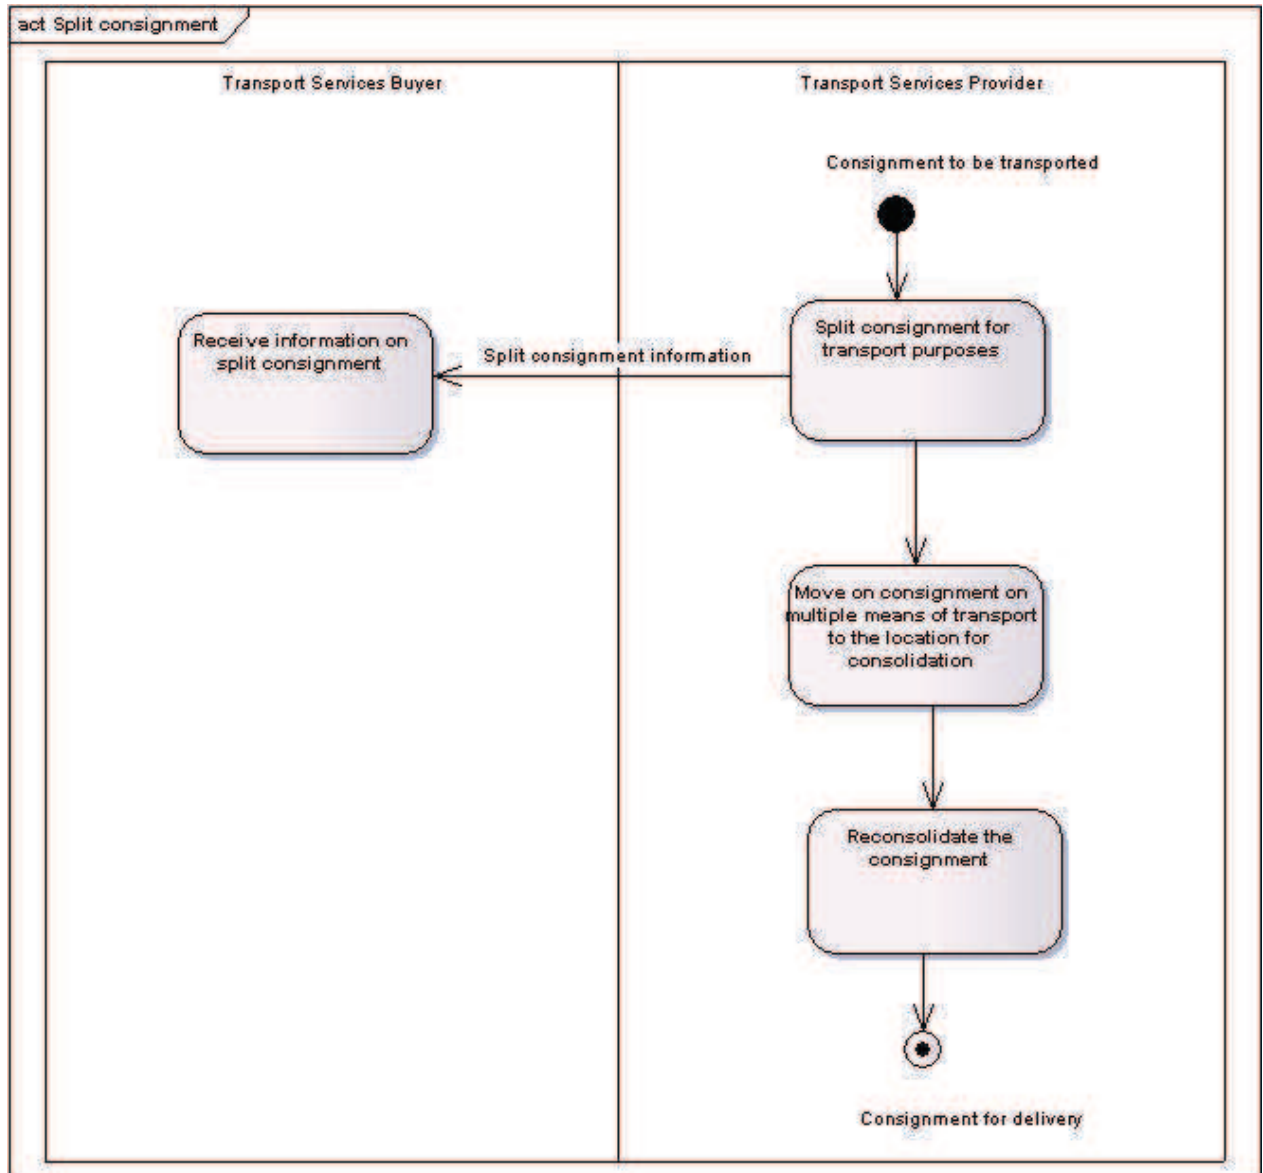 act Split consignment
Transport Services Buyer
Transport Services Provider
Consignment to be transported
Split consignment for
transport purposes
Split consignment information
Receive information on
split consignment
Move on consignment on
multiple means of transport
to the location for
consolidation
Reconsolidate the
consignment
Consignment for delivery